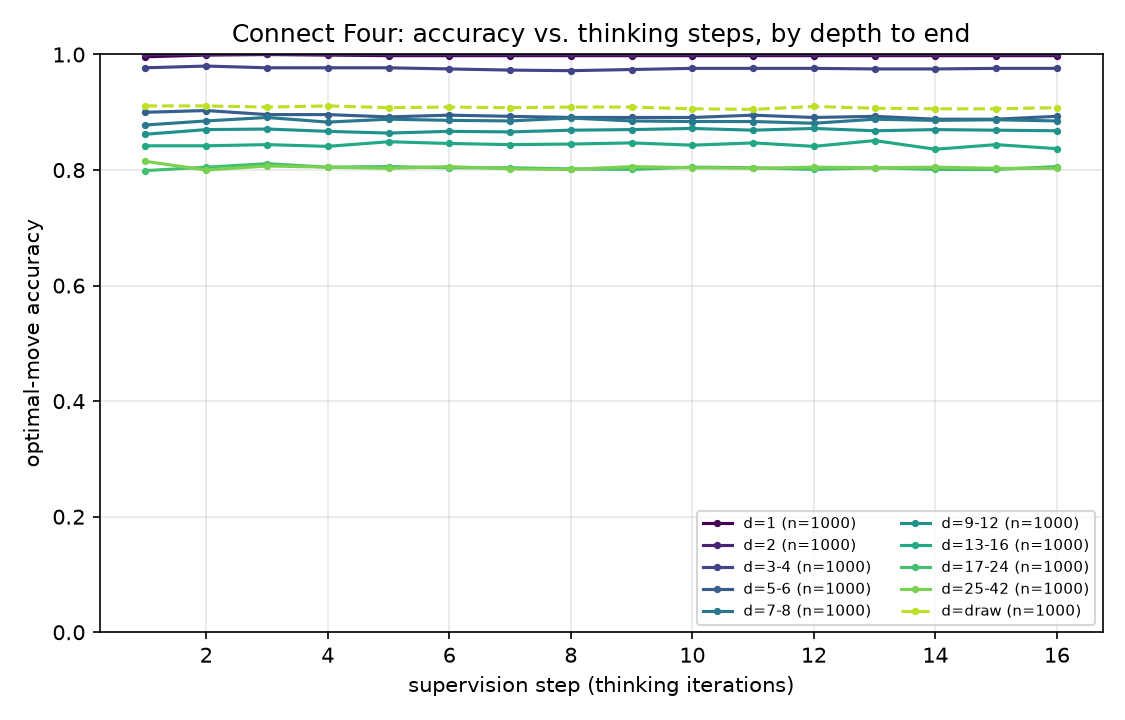 Connect Four: accuracy vs. thinking steps, by depth to end
optimal-move accuracy
1.0
0.8
0.6
0.4
0.2
0.0
d=1 (n=1000)
d=2 (n=1000)
d=3-4 (n=1000)
d=5-6 (n=1000)
d=7-8 (n=1000)
d=9-12 (n=1000)
d=13-16 (n=1000)
d=17-24 (n=1000)
d=25-42 (n=1000)
d=draw (n=1000)
2 4 6 8 10 12 14 16
supervision step (thinking iterations)